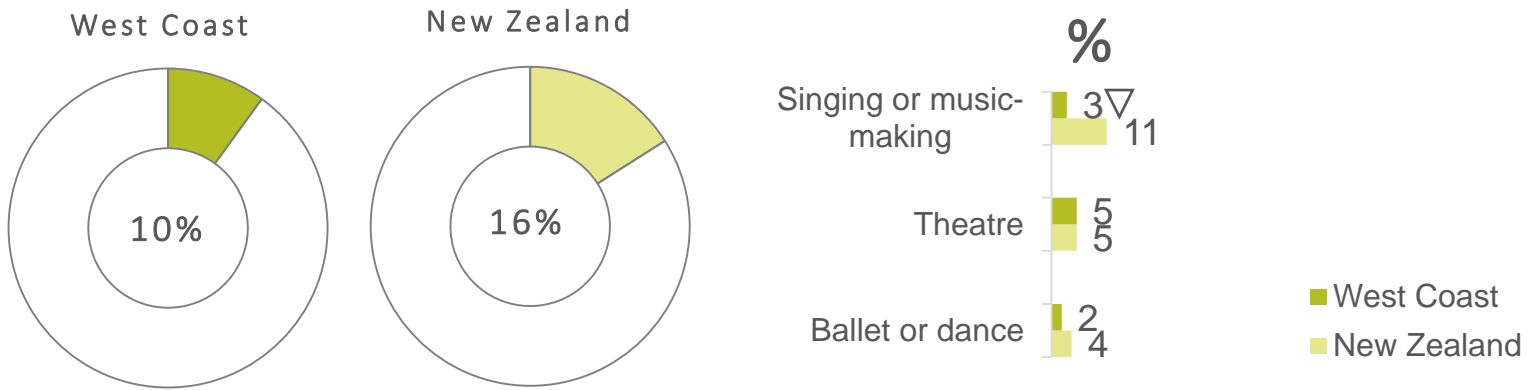 West Coast
New Zealand
10%
16%
%
Singing or music-
making
3▽
11
Theatre
5
5
Ballet or dance
2
4
West Coast
New Zealand